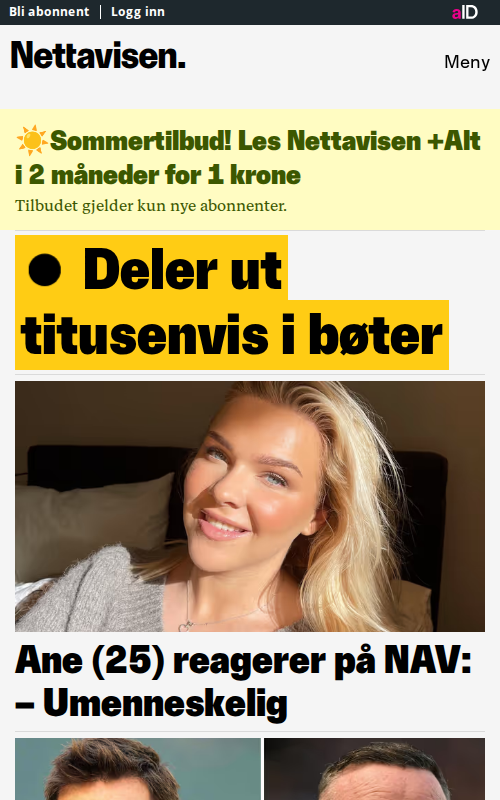 Bli abonnent | Logg inn
aID
Nettavisen.
Meny
☀️Sommertilbud! Les Nettavisen +Alt
i 2 måneder for 1 krone
Tilbudet gjelder kun nye abonnenter.
● Deler ut
titusenvis i bøter
Ane (25) reagerer på NAV:
– Umenneskelig